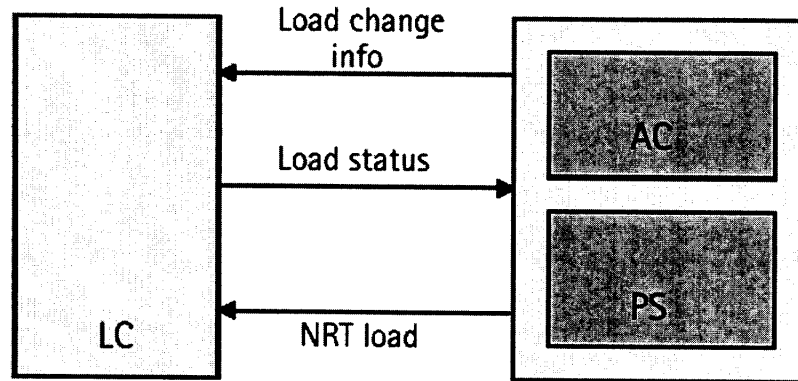 Load change
info
AC
Load status
PS
LC
NRT load